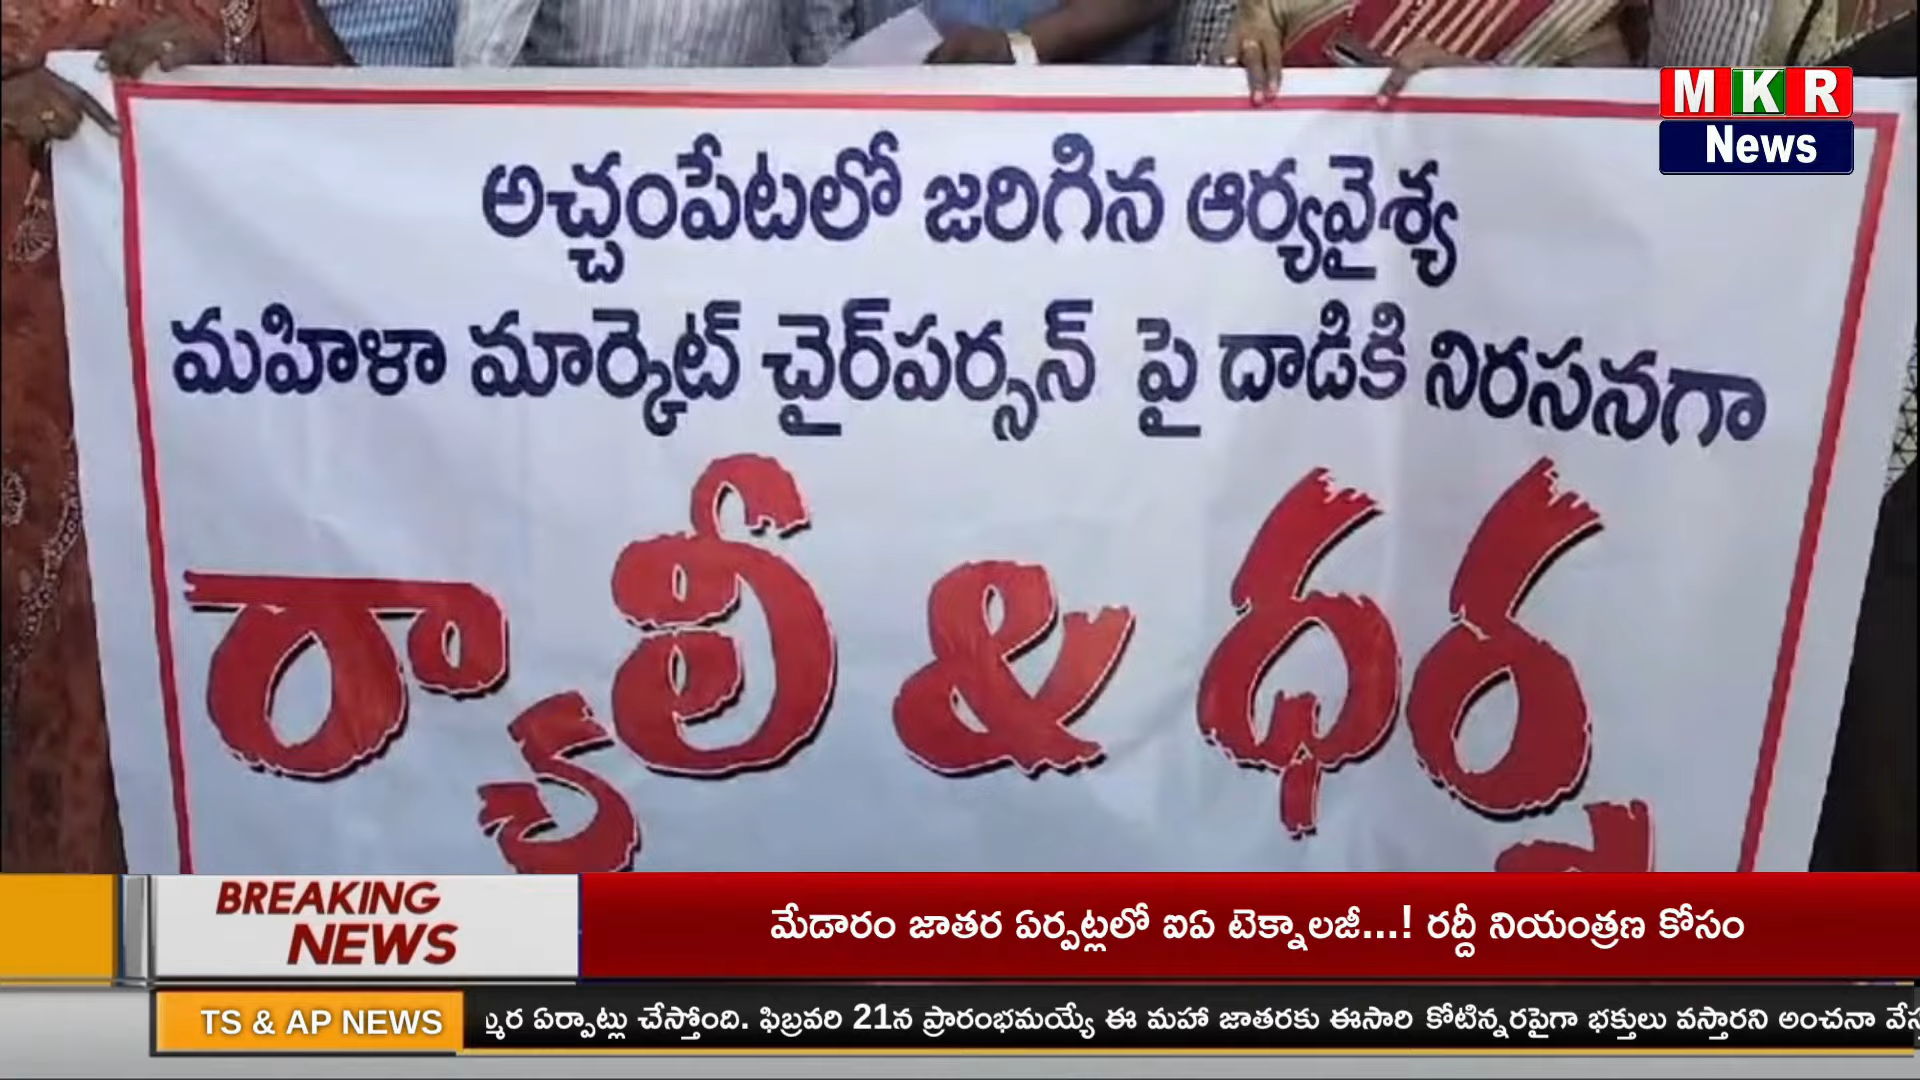 MKR
News
అచ్చంపేటలో జరిగిన ఆర్యవైశ్య
మహిళా మార్కెట్ చైర్‌పర్సన్ పై దాడికి నిరసనగా
ర్యాలీ & ధర్న
BREAKING
NEWS
మేడారం జాతర ఏర్పట్లలో ఐఏ టెక్నాలజీ...! రద్దీ నియంత్రణ కోసం
TS & AP NEWS
ఏర్పాట్లు చేస్తోంది. ఫిబ్రవరి 21న ప్రారంభమయ్యే ఈ మహా జాతరకు ఈసారి కోటిన్నరపైగా భక్తులు వస్తారని అంచనా